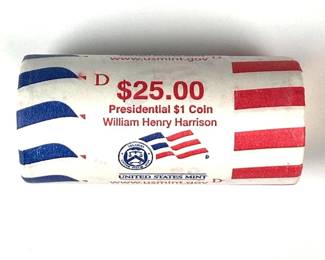 www.usmint.gov D
D $25.00
Presidential $1 Coin
William Henry Harrison
D
UNITED STATES MINT
www.usmint.gov D